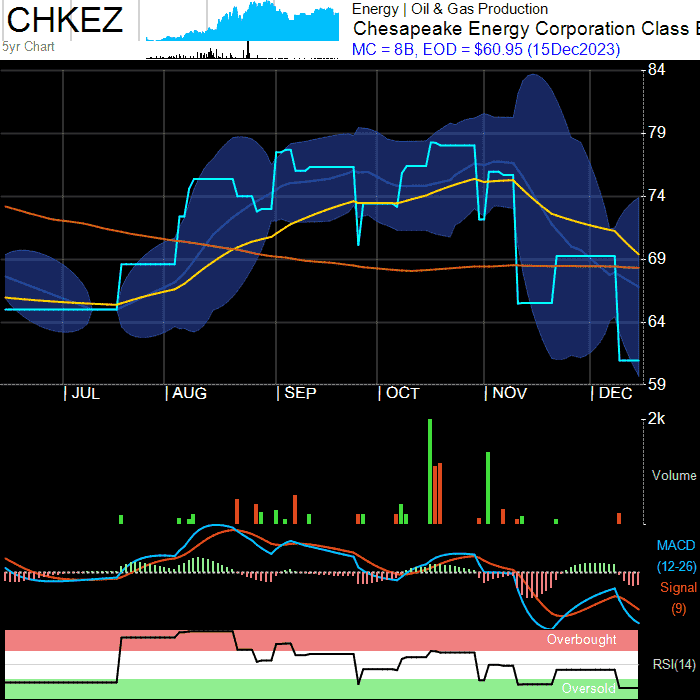 CHKEZ
5yr Chart
Energy | Oil & Gas Production
Chesapeake Energy Corporation Class
MC = 8B, EOD = $60.95 (15Dec2023)
84
79
74
69
64
59
| JUL | AUG | SEP | OCT | NOV | DEC
2k
Volume
MACD
(12-26)
Signal
(9)
Overbought
RSI(14)
Oversold